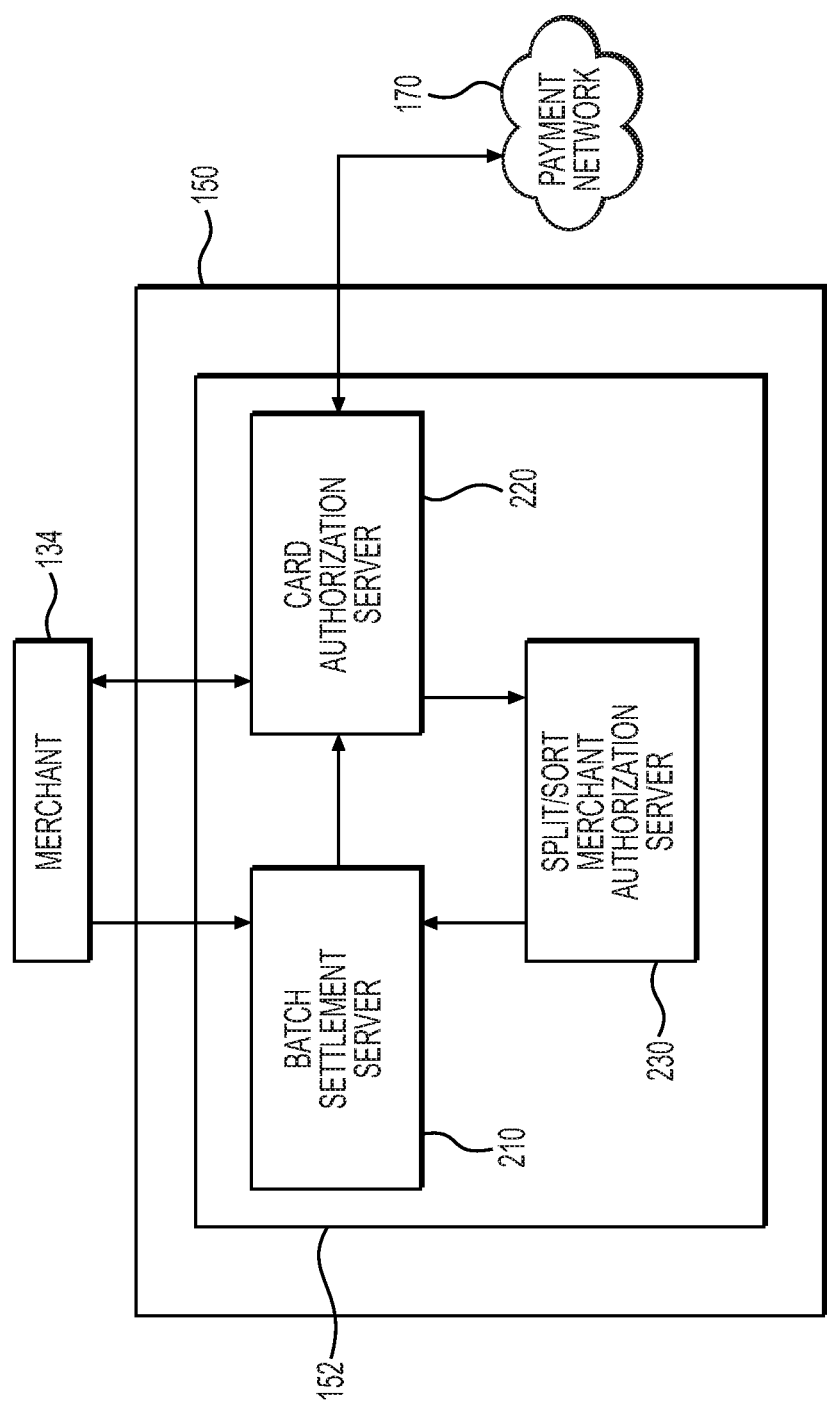 MERCHANT
134
150
152
BATCH
SETTLEMENT
SERVER
210
CARD
AUTHORIZATION
SERVER
220
170
PAYMENT
NETWORK
SPLIT/SORT
MERCHANT
AUTHORIZATION
SERVER
230